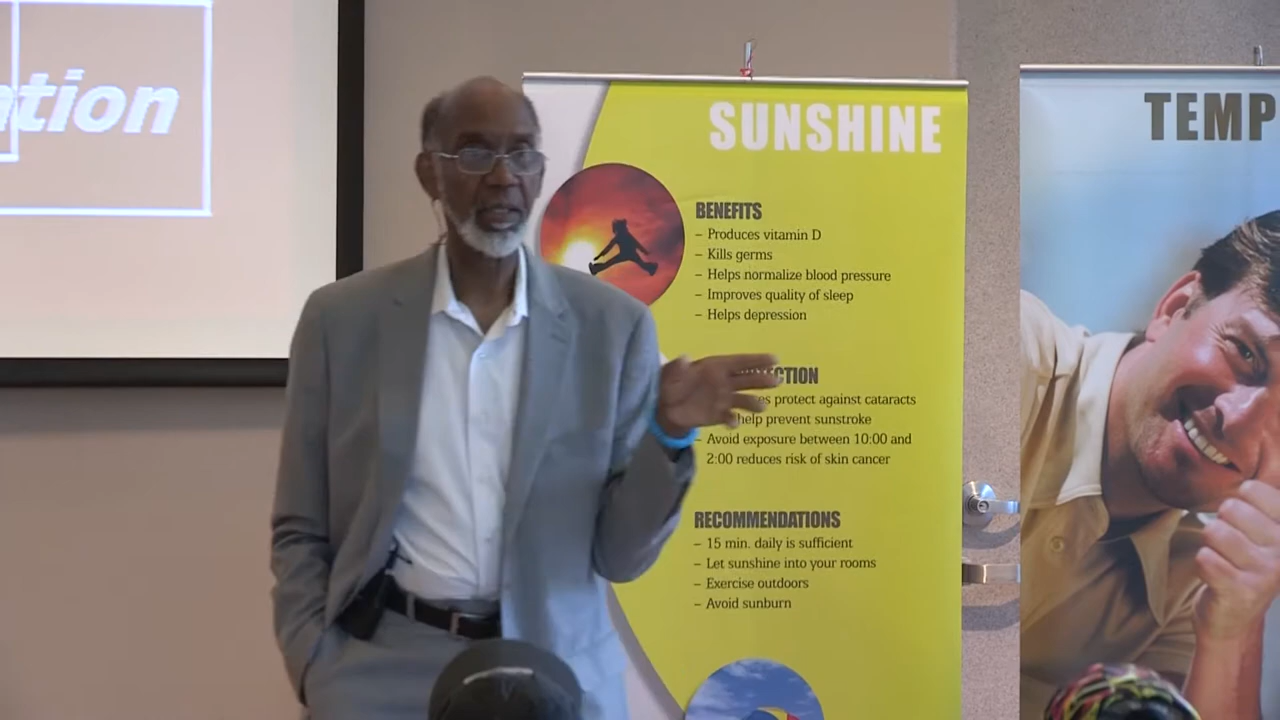 ation
SUNSHINE
BENEFITS
– Produces vitamin D
– Kills germs
– Helps normalize blood pressure
– Improves quality of sleep
– Helps depression
CTION
es protect against cataracts
help prevent sunstroke
– Avoid exposure between 10:00 and
2:00 reduces risk of skin cancer
RECOMMENDATIONS
– 15 min. daily is sufficient
– Let sunshine into your rooms
– Exercise outdoors
– Avoid sunburn
TEMP